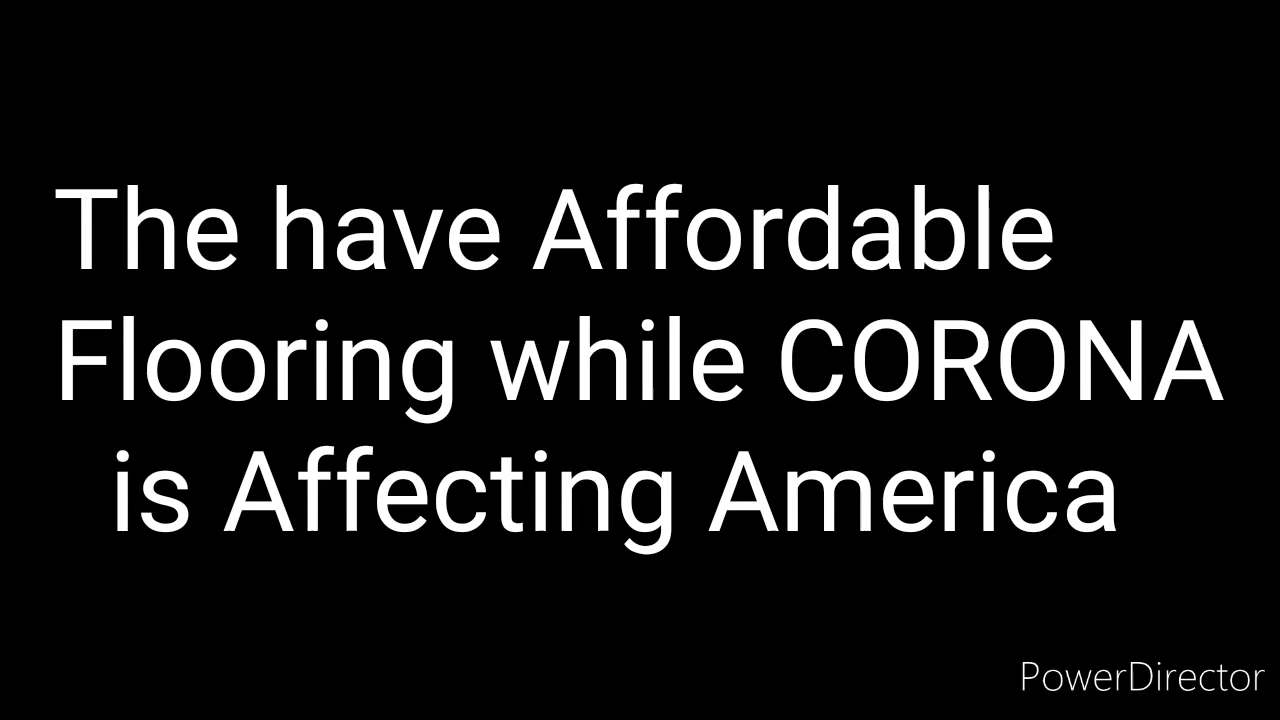 The have Affordable
Flooring while CORONA
is Affecting America
PowerDirector